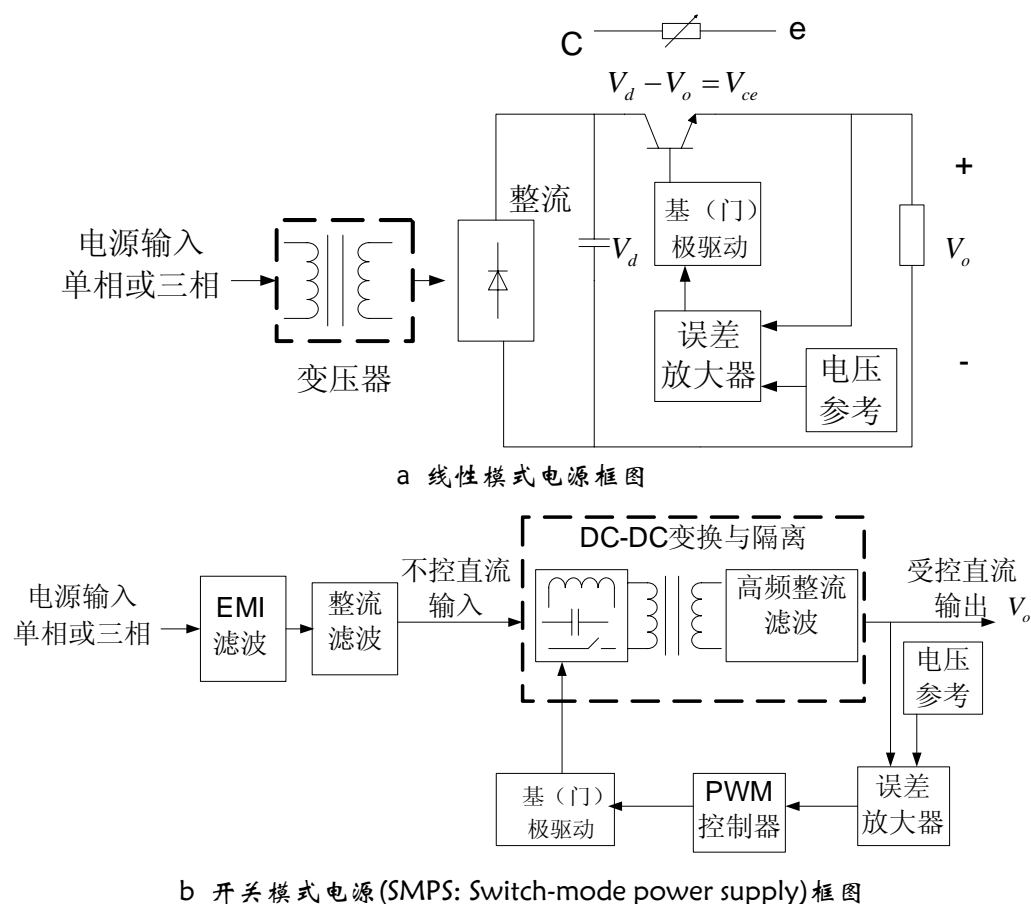 C
e
V_d − V_o = V_ce
整流
基（门）
极驱动
+
电源输入
单相或三相
V_d
V_o
误差
放大器
变压器
电压
参考
-
a 线性模式电源框图
DC-DC变换与隔离
不控直流
输入
受控直流
输出 V_o
电源输入
单相或三相
EMI
滤波
整流
滤波
高频整流
滤波
电压
参考
基（门）
极驱动
PWM
控制器
误差
放大器
b 开关模式电源(SMPS: Switch-mode power supply)框图